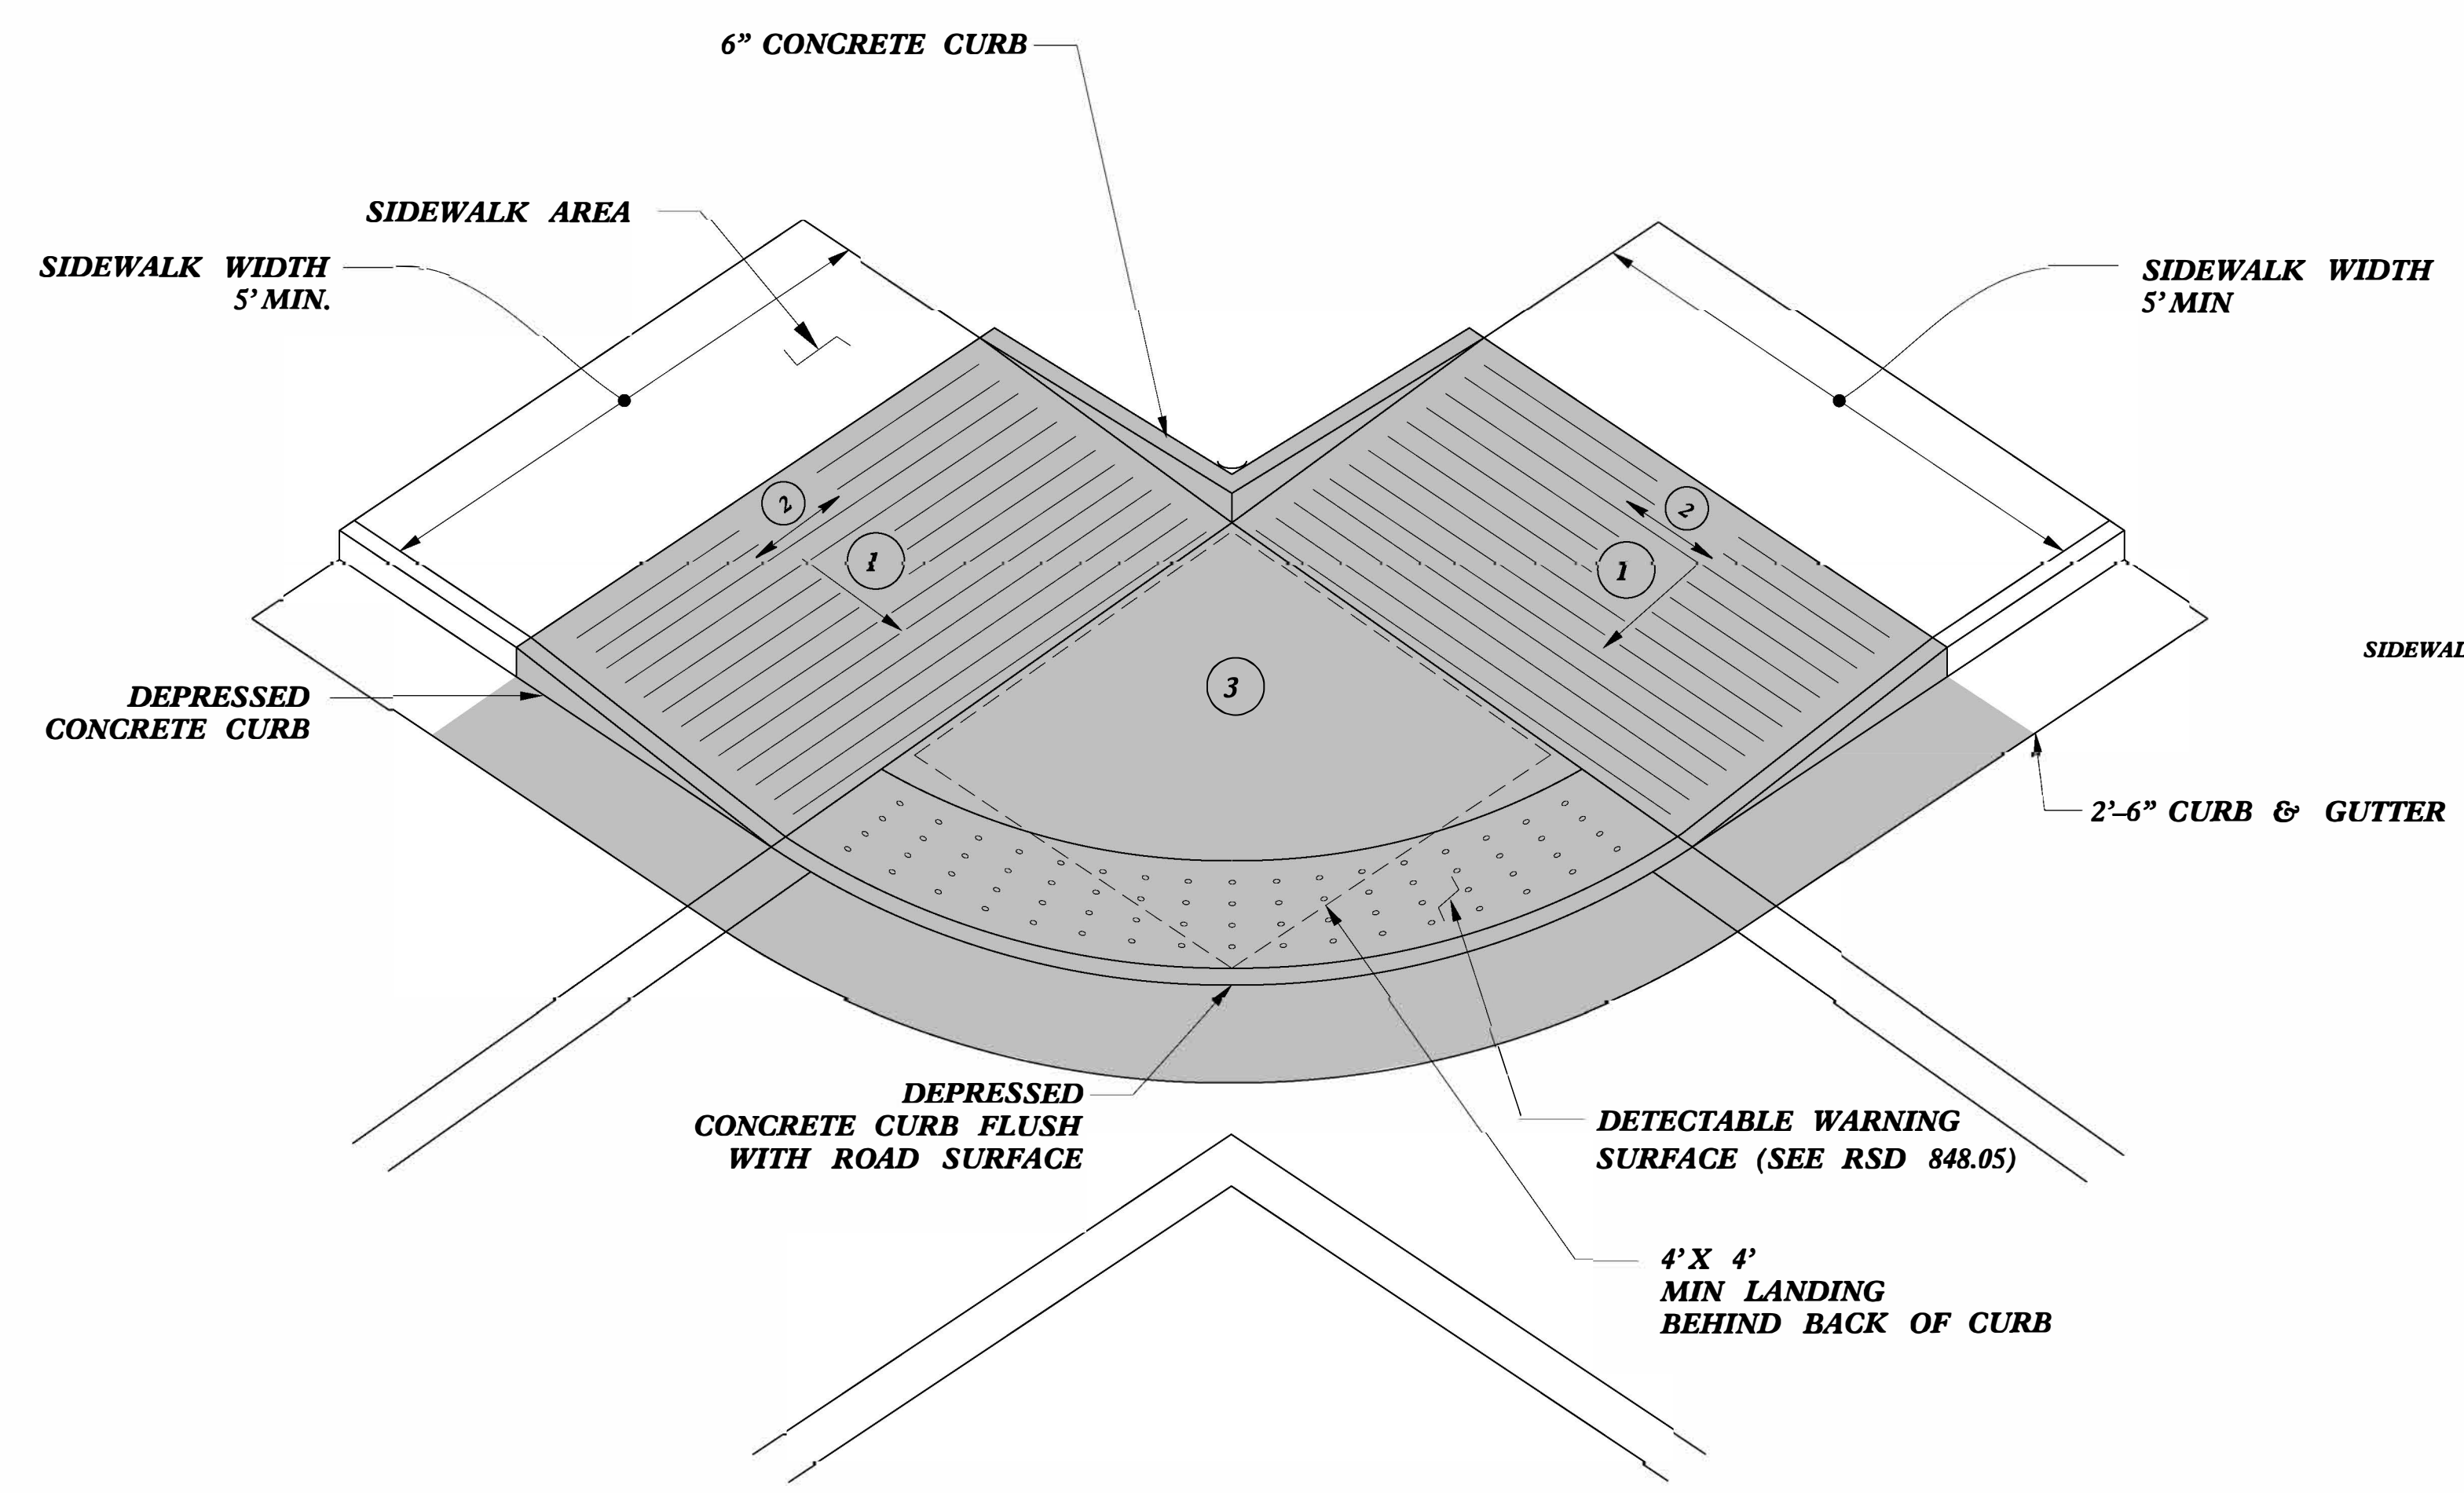 6” CONCRETE CURB
SIDEWALK AREA
SIDEWALK WIDTH
5’ MIN.
SIDEWALK WIDTH
5’ MIN
2
1
2
1
3
SIDEWAL
DEPRESSED
CONCRETE CURB
2’–6” CURB & GUTTER
DEPRESSED
CONCRETE CURB FLUSH
WITH ROAD SURFACE
DETECTABLE WARNING
SURFACE (SEE RSD 848.05)
4’ X 4’
MIN LANDING
BEHIND BACK OF CURB